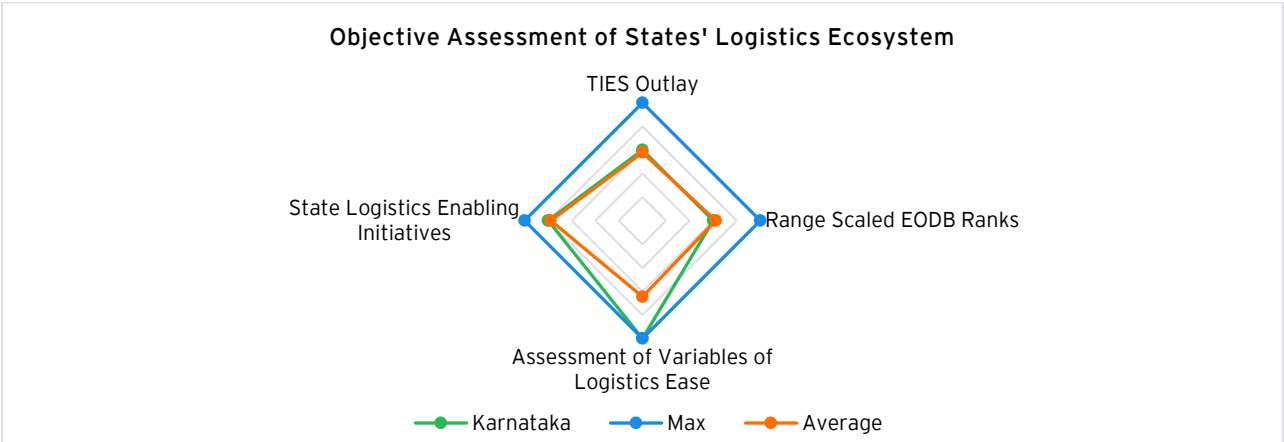 Objective Assessment of States' Logistics Ecosystem
TIES Outlay
State Logistics Enabling
Initiatives
Range Scaled EODB Ranks
Assessment of Variables of
Logistics Ease
Karnataka
Max
Average